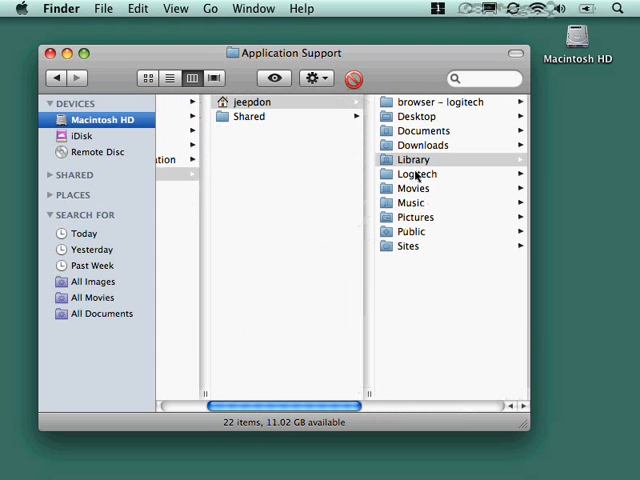 Finder File Edit View Go Window Help
1
Macintosh HD
Application Support
DEVICES
Macintosh HD
iDisk
Remote Disc
SHARED
PLACES
SEARCH FOR
Today
Yesterday
Past Week
All Images
All Movies
All Documents
ation
jeepdon
Shared
browser – logitech
Desktop
Documents
Downloads
Library
Logitech
Movies
Music
Pictures
Public
Sites
22 items, 11.02 GB available